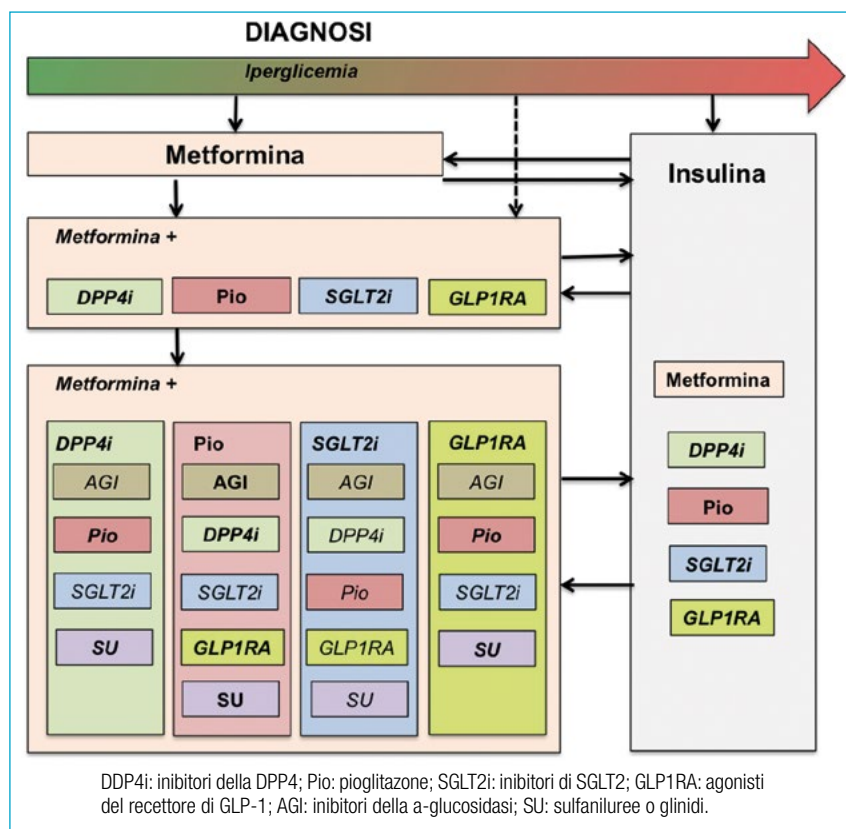 DIAGNOSI
Iperglicemia
Metformina
Insulina
Metformina +
DPP4i
Pio
SGLT2i
GLP1RA
Metformina +
DPP4i
AGI
Pio
SGLT2i
SU
Pio
AGI
DPP4i
SGLT2i
GLP1RA
SU
SGLT2i
AGI
DPP4i
Pio
GLP1RA
SU
GLP1RA
AGI
Pio
SGLT2i
SU
Metformina
DPP4i
Pio
SGLT2i
GLP1RA
DDP4i: inibitori della DPP4; Pio: pioglitazone; SGLT2i: inibitori di SGLT2; GLP1RA: agonisti
del recettore di GLP-1; AGI: inibitori della a-glucosidasi; SU: sulfaniluree o glinidi.